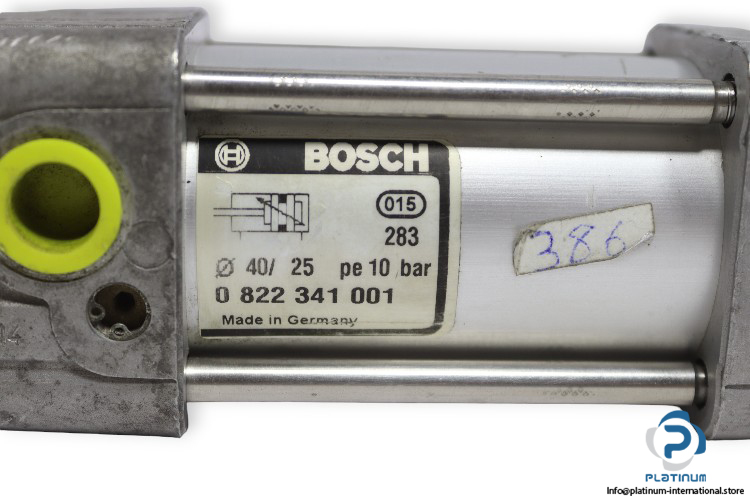 BOSCH
015
283
Ø 40/ 25 pe 10 bar
0 822 341 001
Made in Germany
386
04
PLATINUM
Info@platinum-international.store